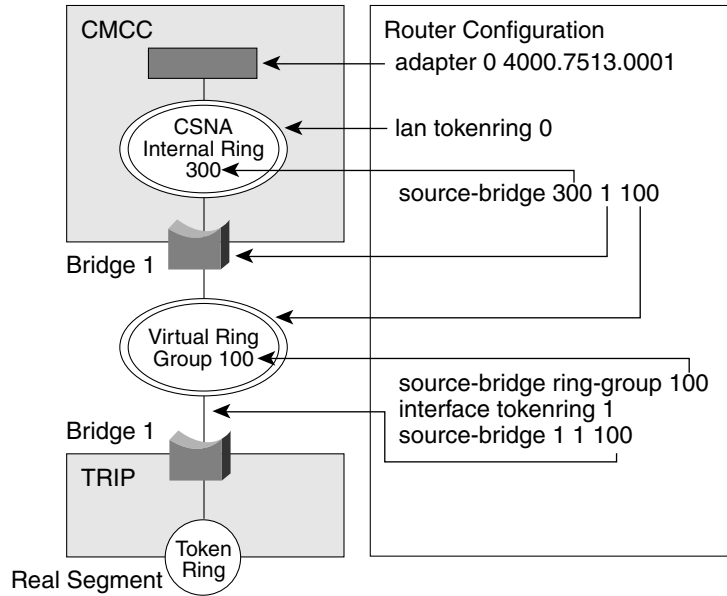 CMCC
CSNA
Internal Ring
300
Bridge 1
Virtual Ring
Group 100
Bridge 1
TRIP
Token
Ring
Real Segment
Router Configuration
adapter 0 4000.7513.0001
lan tokenring 0
source-bridge 300 1 100
source-bridge ring-group 100
interface tokenring 1
source-bridge 1 1 100